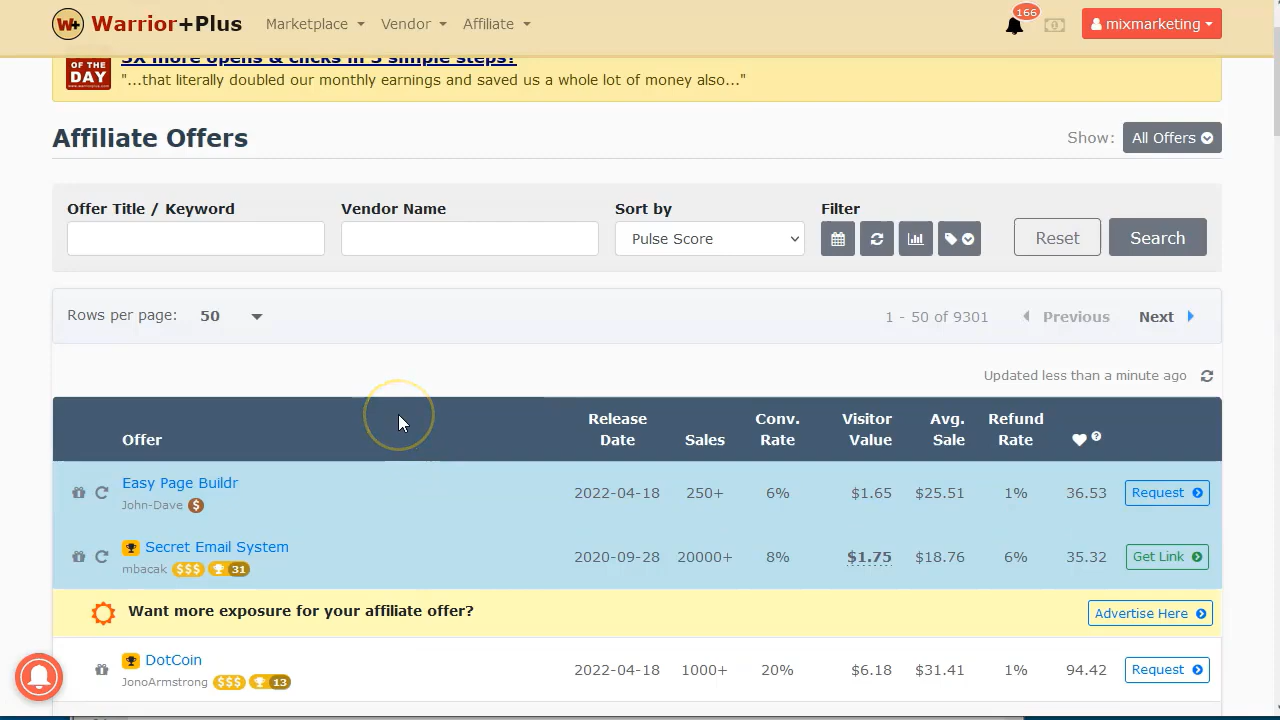 W+ Warrior+Plus Marketplace Vendor Affiliate 166 mixmarketing
OF THE DAY www.warriorplus.com
5X more opens & clicks in 3 simple steps!
"...that literally doubled our monthly earnings and saved us a whole lot of money also..."
Affiliate Offers Show: All Offers
Offer Title / Keyword Vendor Name Sort by Filter
Pulse Score Reset Search
Rows per page: 50 1 - 50 of 9301 Previous Next
Updated less than a minute ago
Offer Release Date Sales Conv. Rate Visitor Value Avg. Sale Refund Rate
Easy Page Buildr 2022-04-18 250+ 6% $1.65 $25.51 1% 36.53 Request
John-Dave $
Secret Email System 2020-09-28 20000+ 8% $1.75 $18.76 6% 35.32 Get Link
mbacak $$$ 31
Want more exposure for your affiliate offer? Advertise Here
DotCoin 2022-04-18 1000+ 20% $6.18 $31.41 1% 94.42 Request
JonoArmstrong $$$ 13